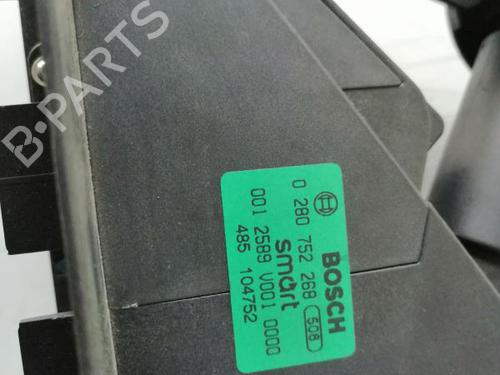 BOSCH
0 280 752 268 508
smart
001 2589 V001 0000
485 104752
B-PARTS